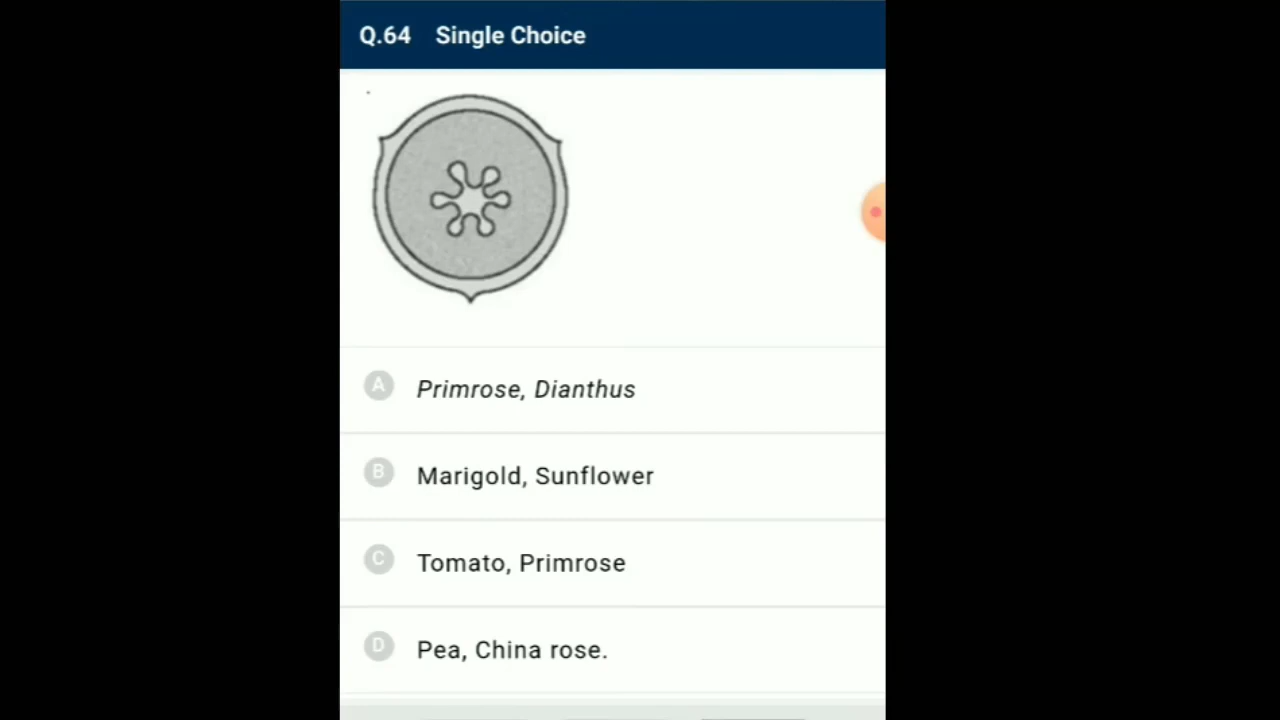 Q.64 Single Choice
A Primrose, Dianthus
B Marigold, Sunflower
C Tomato, Primrose
D Pea, China rose.